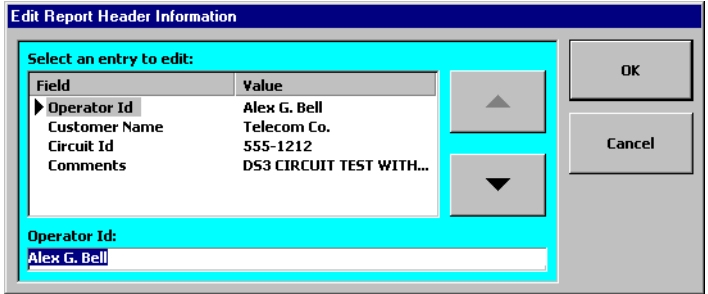 Edit Report Header Information
Select an entry to edit:
Field Value
Operator Id Alex G. Bell
Customer Name Telecom Co.
Circuit Id 555-1212
Comments DS3 CIRCUIT TEST WITH...
OK
Cancel
Operator Id:
Alex G. Bell